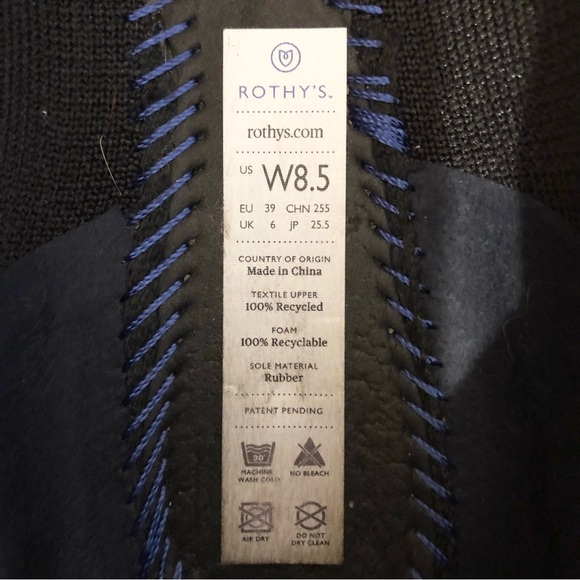 ROTHY'S™
rothys.com
US W8.5
EU 39 CHN 255
UK 6 JP 25.5
COUNTRY OF ORIGIN
Made in China
TEXTILE UPPER
100% Recycled
FOAM
100% Recyclable
SOLE MATERIAL
Rubber
PATENT PENDING
30°
MACHINE NO BLEACH
WASH COLD
AIR DRY DO NOT
DRY CLEAN